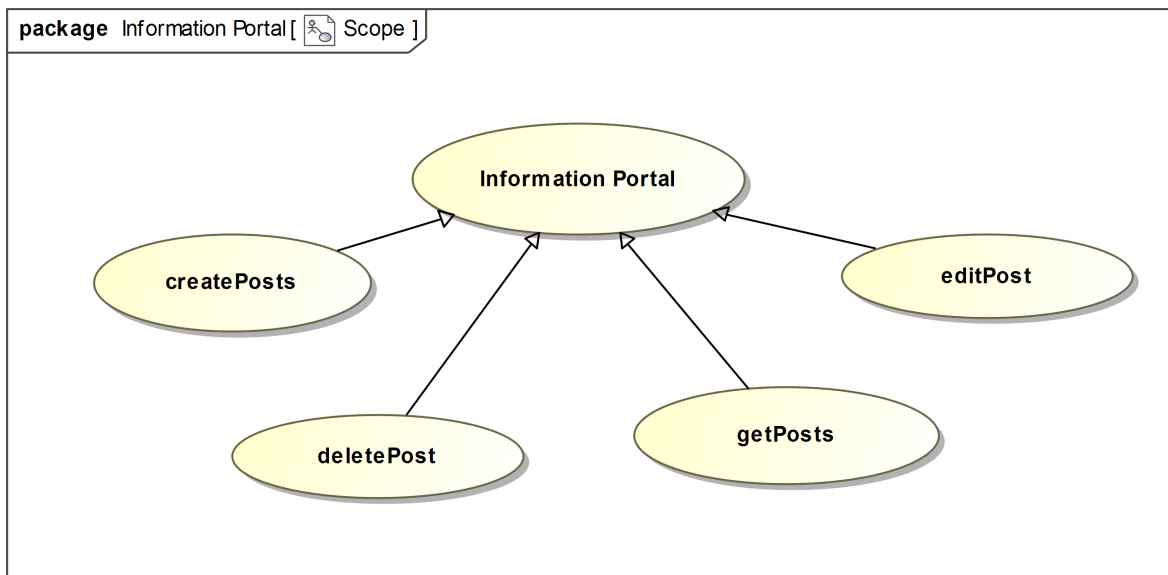 package Information Portal [ Scope ]
Information Portal
createPosts
editPost
deletePost
getPosts